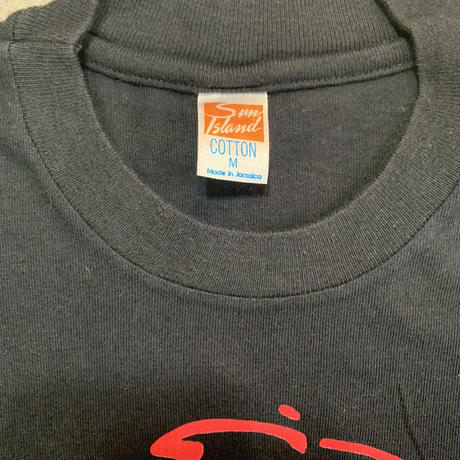 Sun
Island
COTTON
M
Made in Jamaica